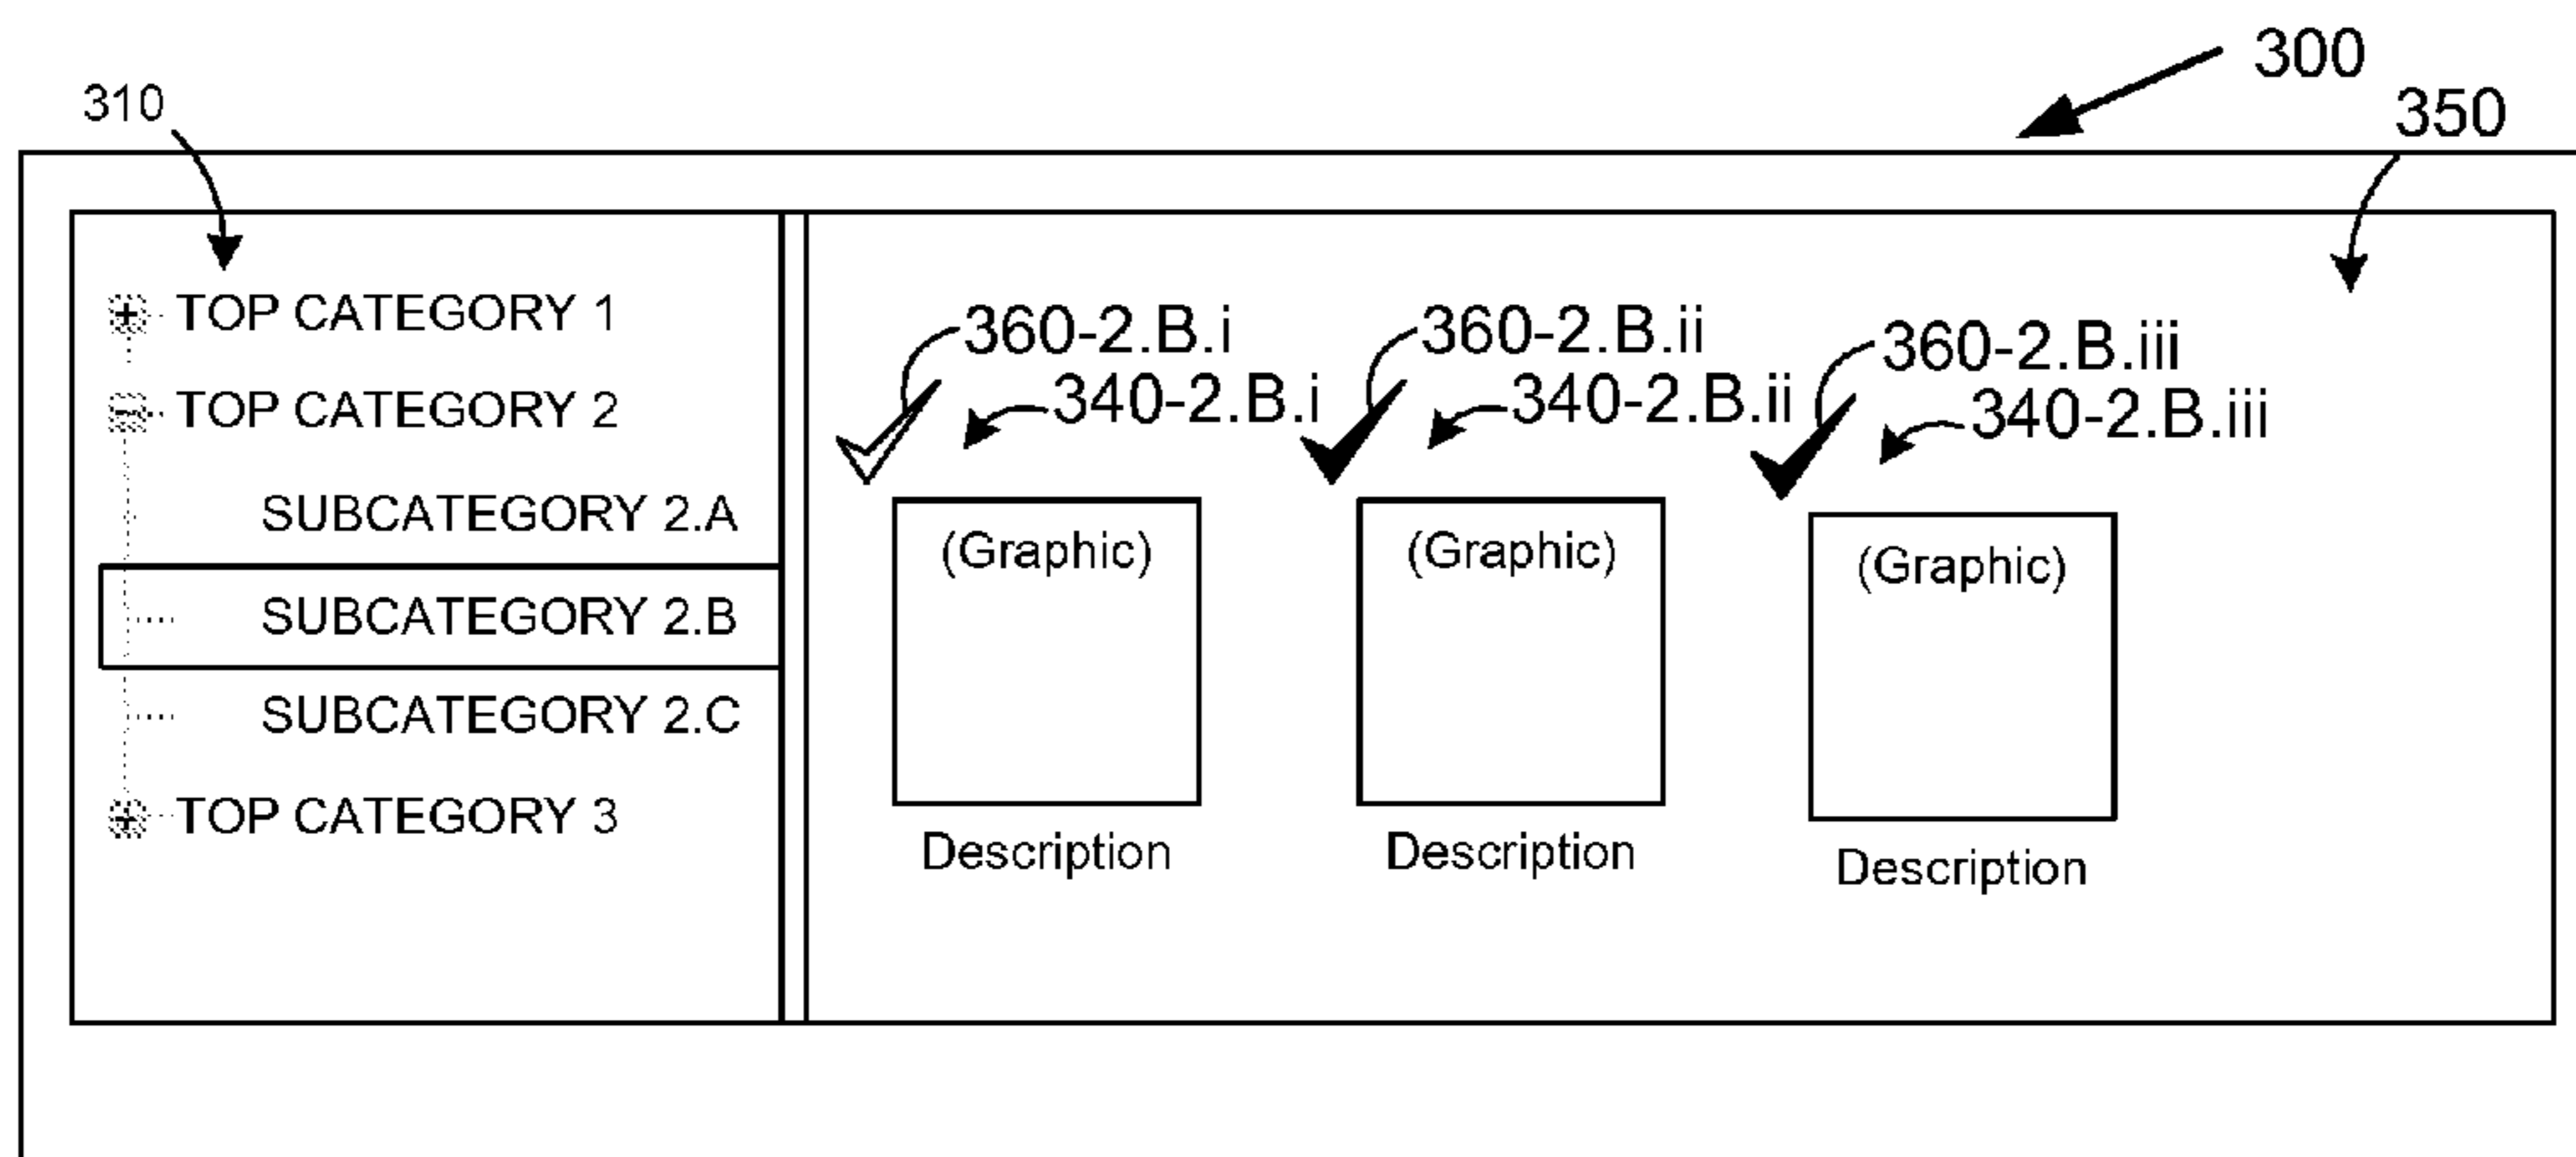 300
350
310
TOP CATEGORY 1
TOP CATEGORY 2
SUBCATEGORY 2.A
SUBCATEGORY 2.B
SUBCATEGORY 2.C
TOP CATEGORY 3
360-2.B.i
340-2.B.i
(Graphic)
Description
360-2.B.ii
340-2.B.ii
(Graphic)
Description
360-2.B.iii
340-2.B.iii
(Graphic)
Description